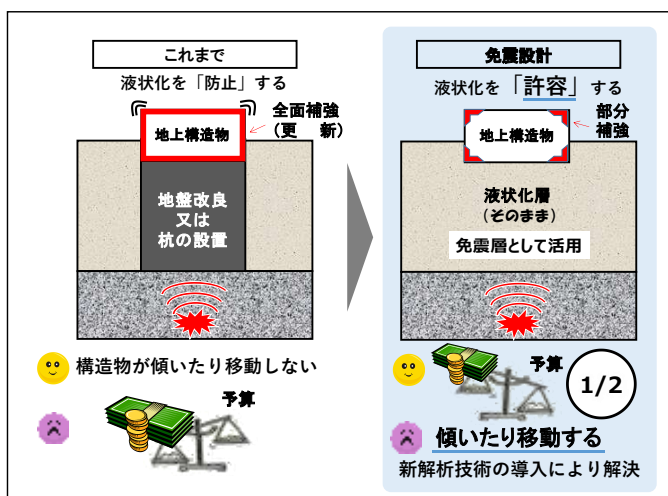 これまで
液状化を「防止」する
全面補強
(更　新)
地上構造物
地盤改良
又は
杭の設置
構造物が傾いたり移動しない
予算
免震設計
液状化を「許容」する
部分
補強
地上構造物
液状化層
(そのまま)
免震層として活用
予算
1/2
傾いたり移動する
新解析技術の導入により解決